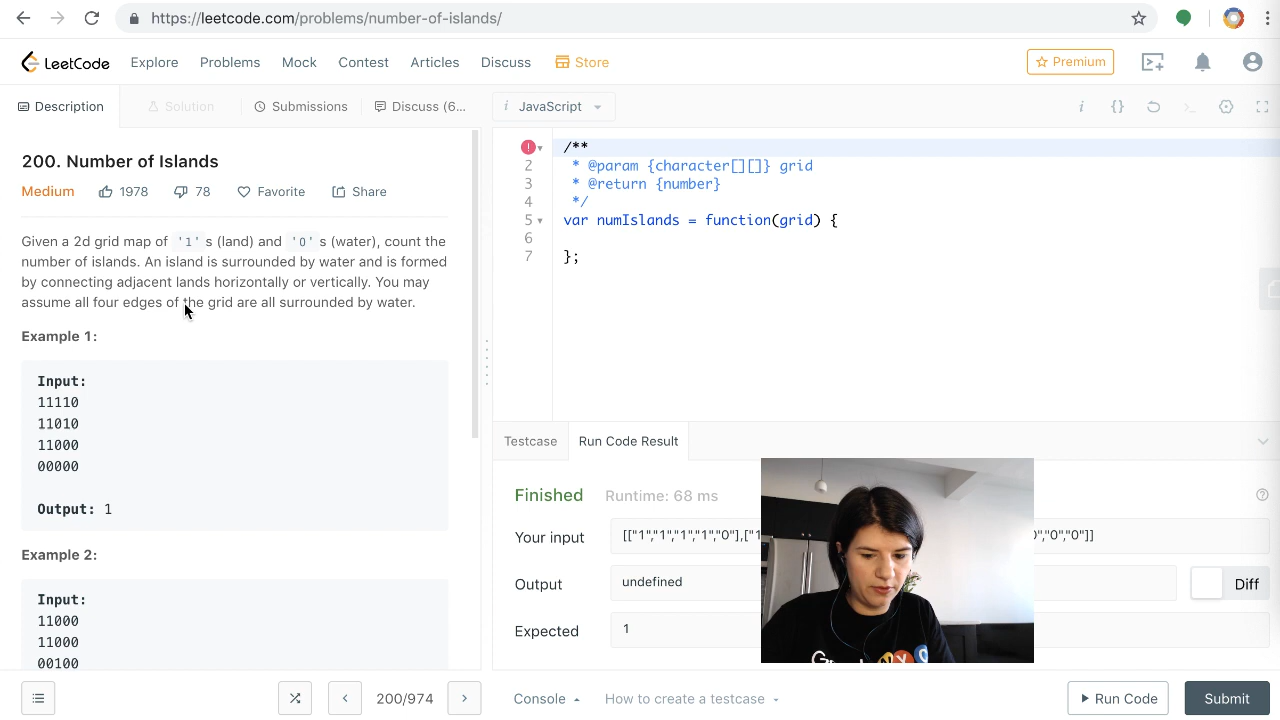 https://leetcode.com/problems/number-of-islands/
LeetCode
Explore
Problems
Mock
Contest
Articles
Discuss
Store
Premium
Description
Solution
Submissions
Discuss (6...
i JavaScript
i
{}
200. Number of Islands
Medium
1978
78
Favorite
Share
Given a 2d grid map of '1' s (land) and '0' s (water), count the
number of islands. An island is surrounded by water and is formed
by connecting adjacent lands horizontally or vertically. You may
assume all four edges of the grid are all surrounded by water.
Example 1:
Input:
11110
11010
11000
00000
Output: 1
Example 2:
Input:
11000
11000
00100
200/974
/**
2 * @param {character[][]} grid
3 * @return {number}
4 */
5 var numIslands = function(grid) {
6
7 };
Testcase
Run Code Result
Finished
Runtime: 68 ms
Your input
[["1","1","1","1","0"],["1
","0","0"]]
Output
undefined
Diff
Expected
1
Console
How to create a testcase
Run Code
Submit